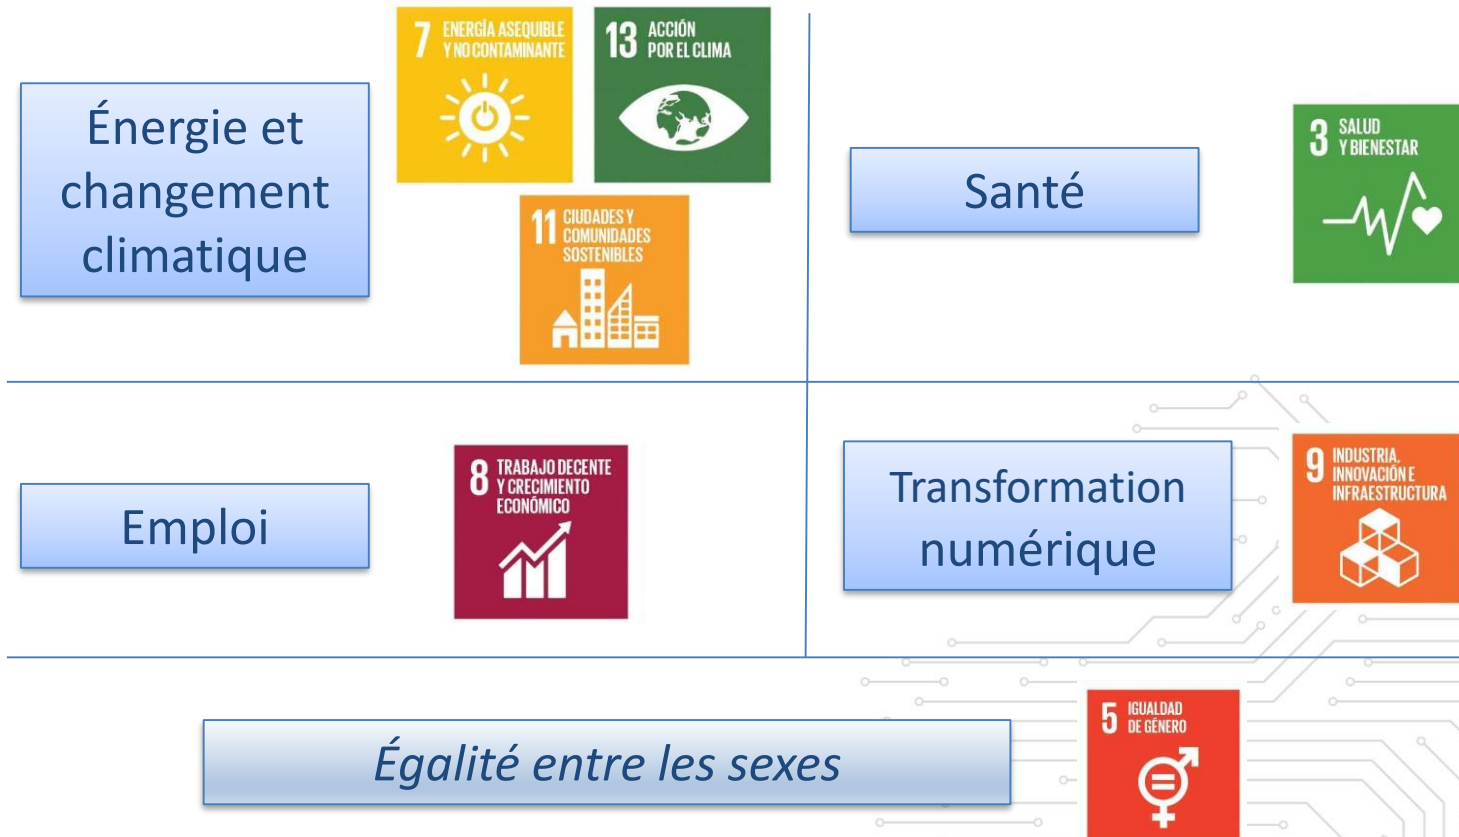 Énergie et
changement
climatique
7 ENERGÍA ASEQUIBLE
Y NO CONTAMINANTE
13 ACCIÓN
POR EL CLIMA
11 CIUDADES Y
COMUNIDADES
SOSTENIBLES
Santé
3 SALUD
Y BIENESTAR
Emploi
8 TRABAJO DECENTE
Y CRECIMIENTO
ECONÓMICO
Transformation
numérique
9 INDUSTRIA,
INNOVACIÓN E
INFRAESTRUCTURA
Égalité entre les sexes
5 IGUALDAD
DE GÉNERO